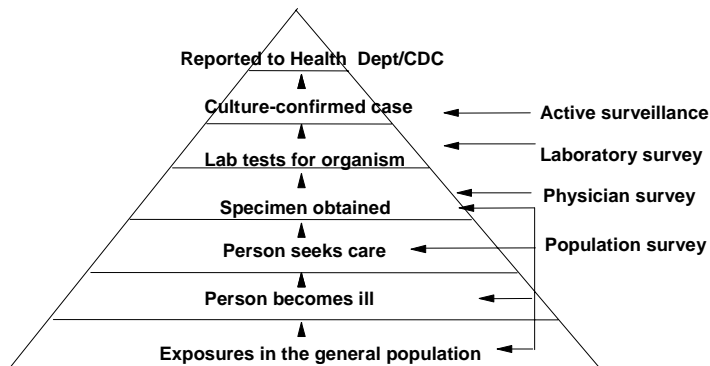 Reported to Health Dept/CDC
Culture-confirmed case
Active surveillance
Lab tests for organism
Laboratory survey
Specimen obtained
Physician survey
Person seeks care
Population survey
Person becomes ill
Exposures in the general population